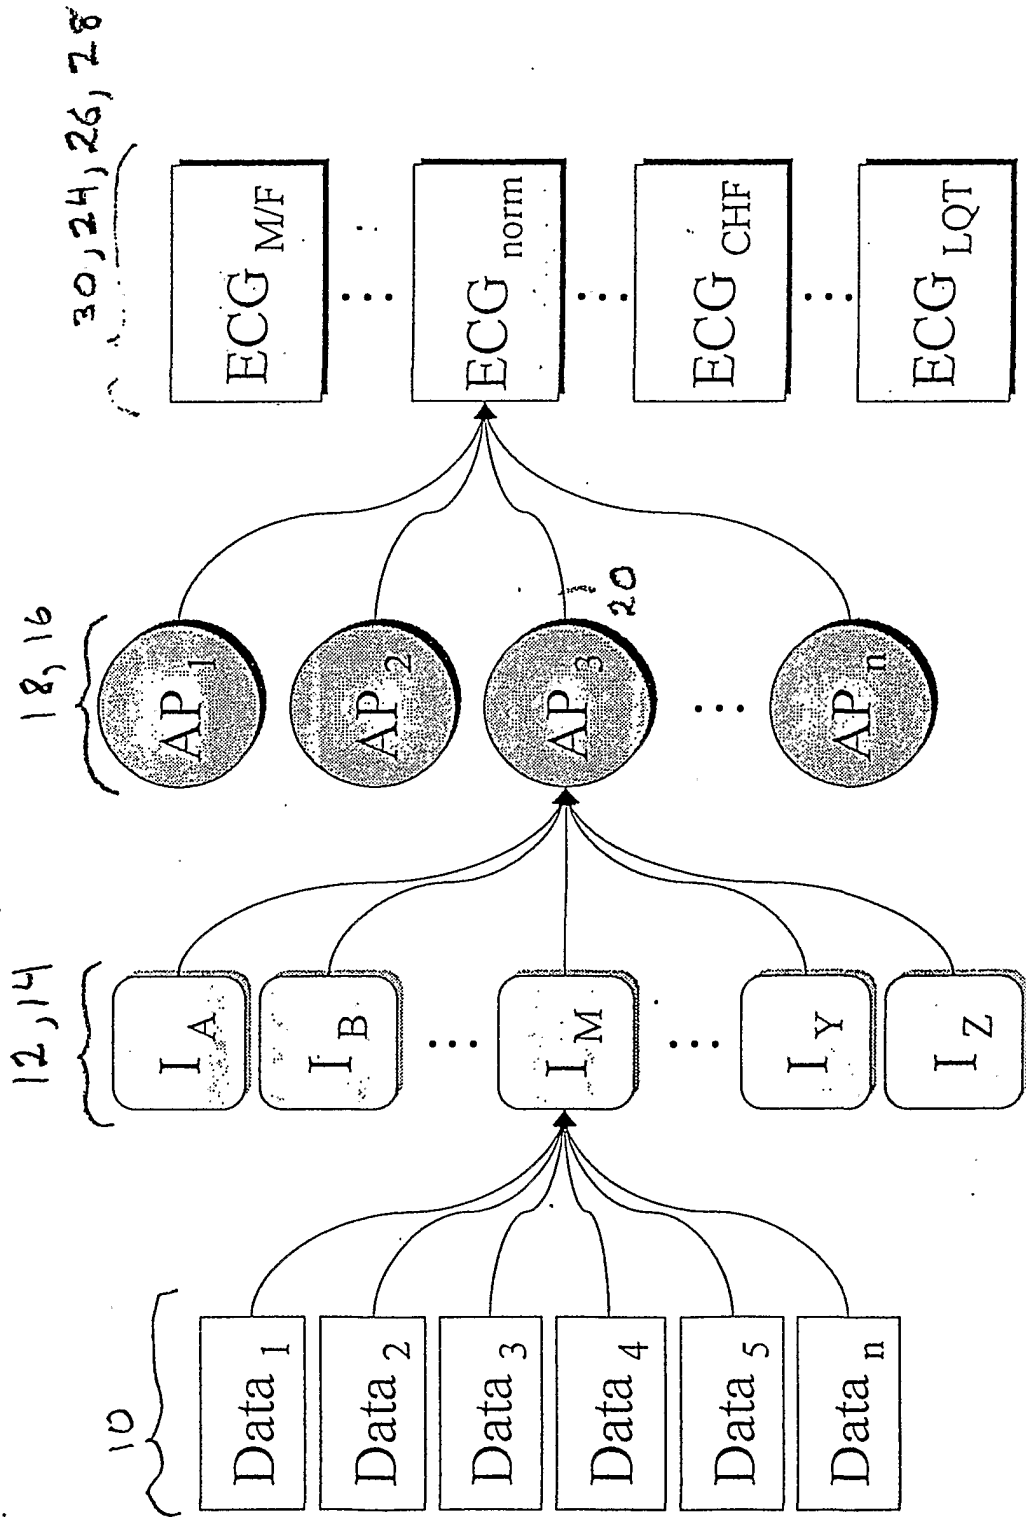 10
Data 1
Data 2
Data 3
Data 4
Data 5
Data n
12, 14
I A
I B
I M
I Y
I Z
18, 16
AP 1
AP 2
AP 3
AP n
20
30, 24, 26, 28
ECG M/F
ECG norm
ECG CHF
ECG LQT